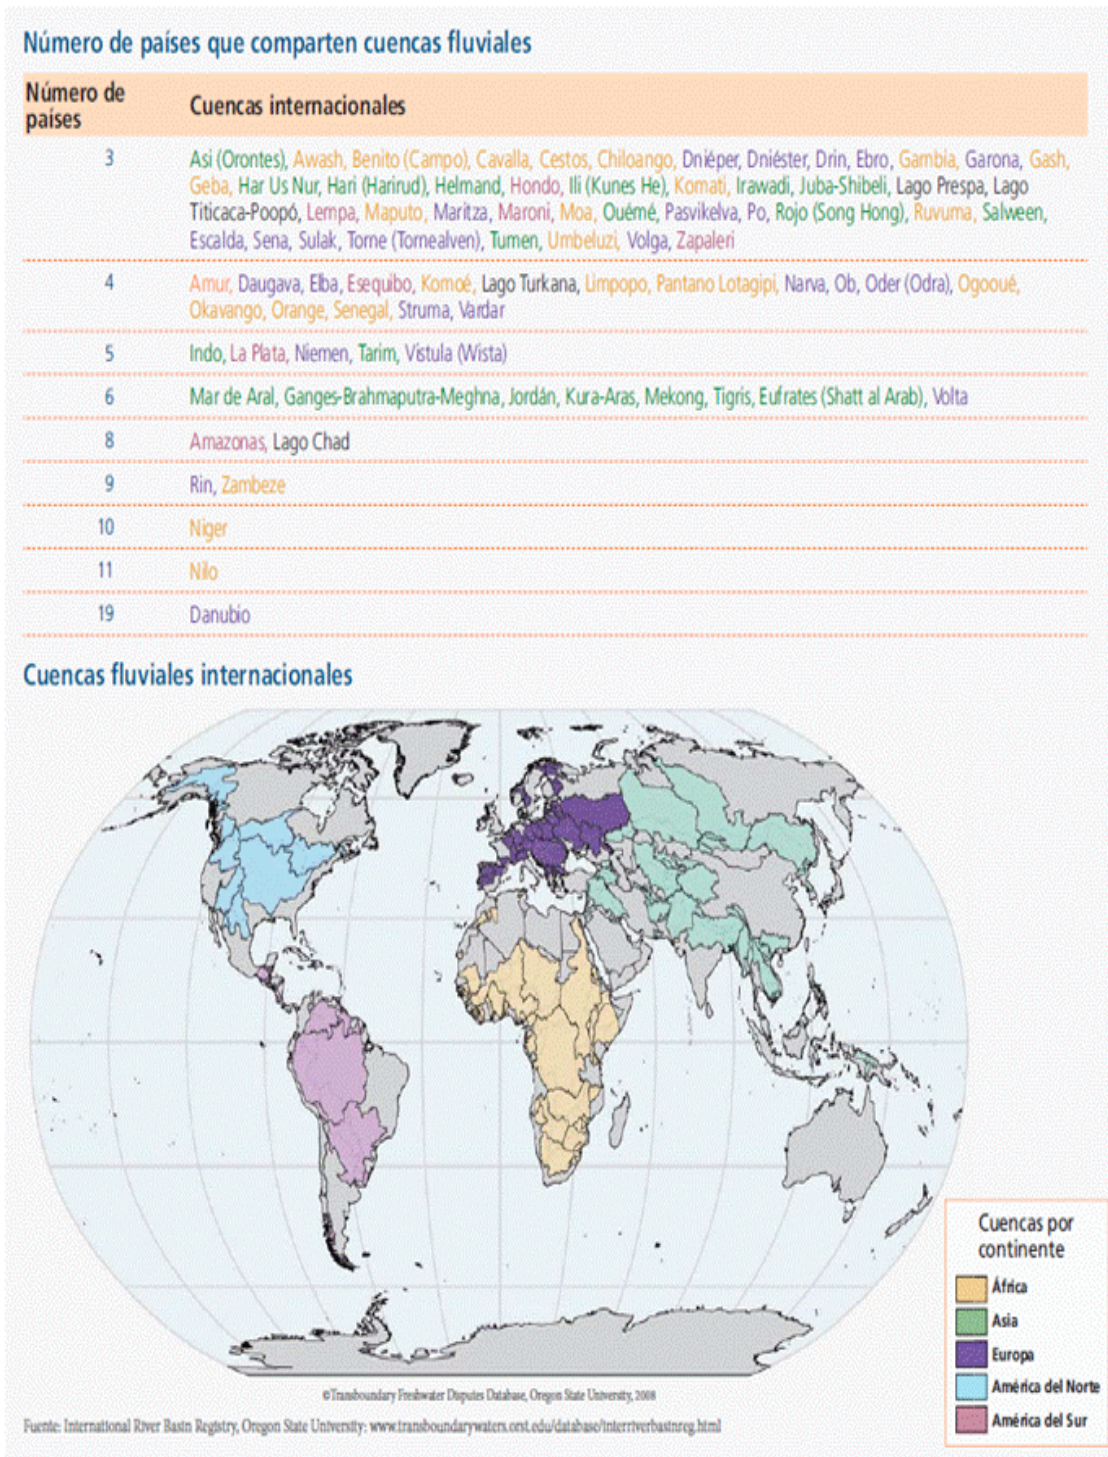 Número de países que comparten cuencas fluviales
Número de países
Cuencas internacionales
3
Asi (Orontes), Awash, Benito (Campo), Cavalla, Cestos, Chiloango, Dniéper, Dniéster, Drin, Ebro, Gambia, Garona, Gash,
Geba, Har Us Nur, Hari (Harirud), Helmand, Hondo, Ili (Kunes He), Komati, Irawadi, Juba-Shibeli, Lago Prespa, Lago
Titicaca-Poopó, Lempa, Maputo, Maritza, Maroni, Moa, Ouémé, Pasvikelva, Po, Rojo (Song Hong), Ruvuma, Salween,
Escalda, Sena, Sulak, Torne (Tornealven), Tumen, Umbeluzi, Volga, Zapaleri
4
Amur, Daugava, Elba, Esequibo, Komoé, Lago Turkana, Limpopo, Pantano Lotagipi, Narva, Ob, Oder (Odra), Ogooué,
Okavango, Orange, Senegal, Struma, Vardar
5
Indo, La Plata, Niemen, Tarim, Vistula (Wista)
6
Mar de Aral, Ganges-Brahmaputra-Meghna, Jordán, Kura-Aras, Mekong, Tigris, Eufrates (Shatt al Arab), Volta
8
Amazonas, Lago Chad
9
Rin, Zambeze
10
Niger
11
Nilo
19
Danubio
Cuencas fluviales internacionales
Cuencas por
continente
África
Asia
Europa
América del Norte
América del Sur
©Transboundary Freshwater Disputes Database, Oregon State University, 2008
Fuente: International River Basin Registry, Oregon State University: www.transboundarywaters.orst.edu/database/interriverbasinreg.html